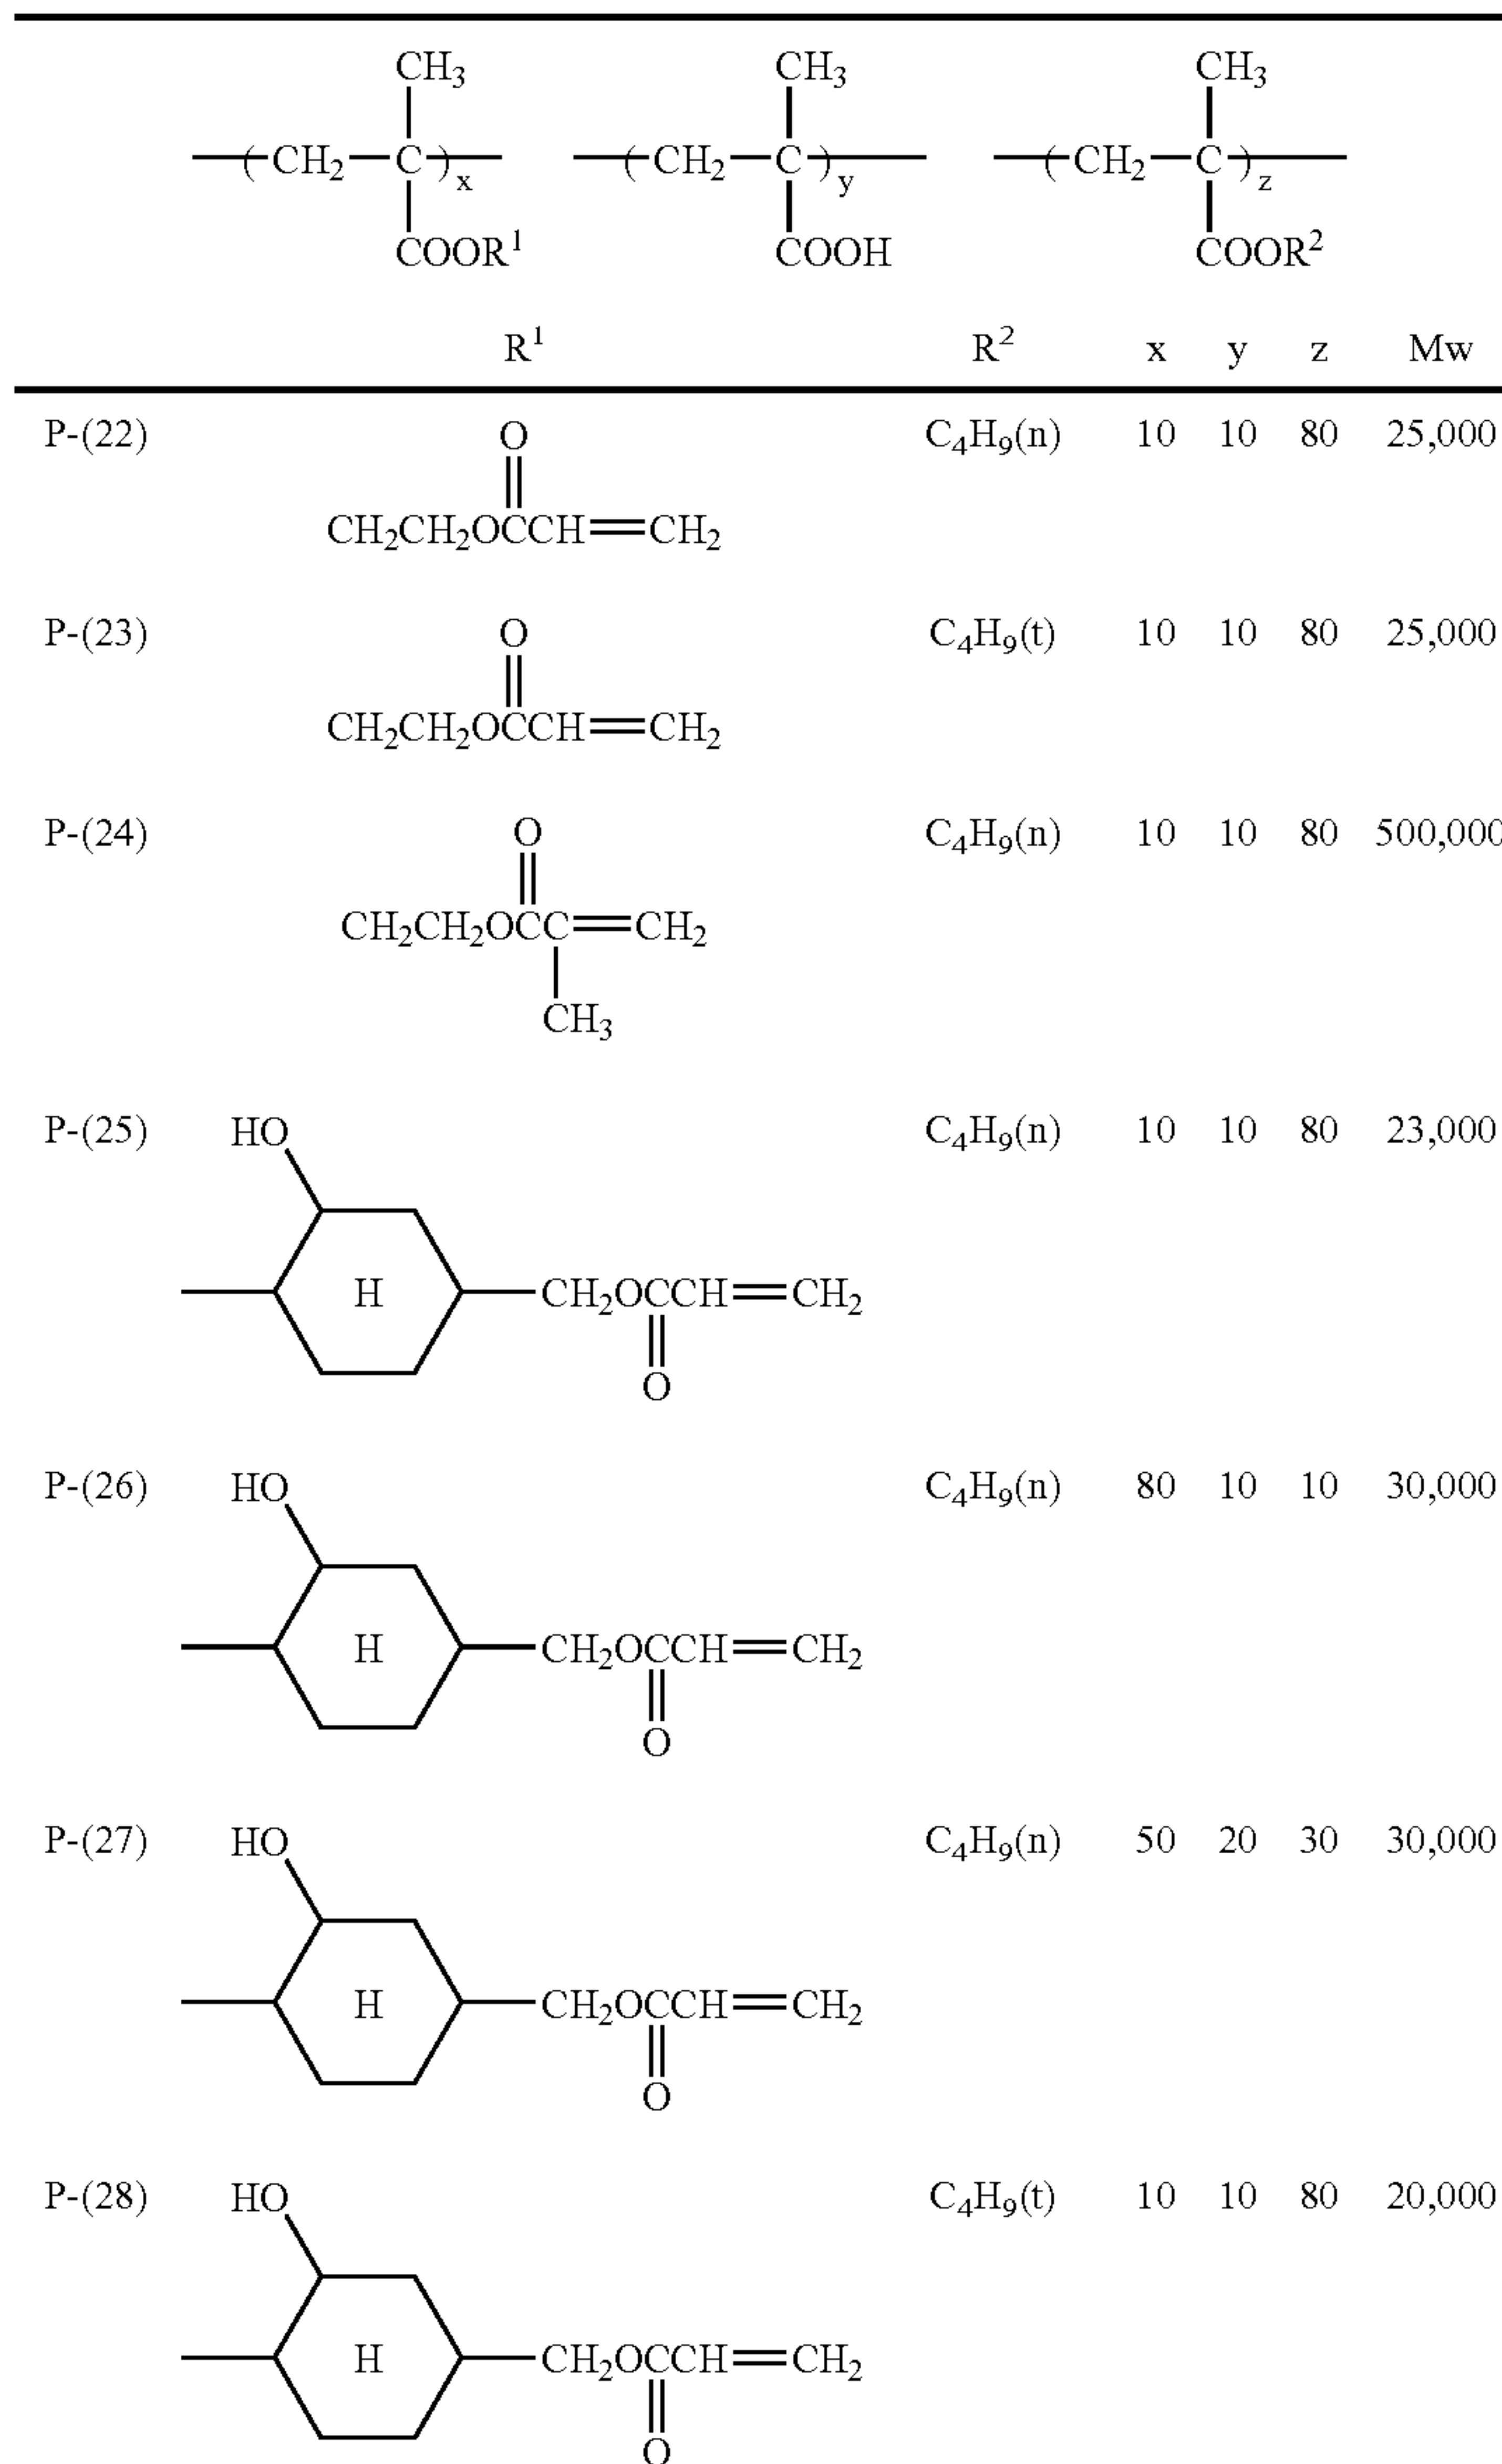 CH3 CH3 CH3
—(CH2—C)x— —(CH2—C)y— —(CH2—C)z—
COOR1 COOH COOR2
R1 R2 x y z Mw
P-(22) O C4H9(n) 10 10 80 25,000
CH2CH2OCCH=CH2
P-(23) O C4H9(t) 10 10 80 25,000
CH2CH2OCCH=CH2
P-(24) O C4H9(n) 10 10 80 500,000
CH2CH2OCC=CH2
CH3
P-(25) HO C4H9(n) 10 10 80 23,000
H CH2OCCH=CH2
O
P-(26) HO C4H9(n) 80 10 10 30,000
H CH2OCCH=CH2
O
P-(27) HO C4H9(n) 50 20 30 30,000
H CH2OCCH=CH2
O
P-(28) HO C4H9(t) 10 10 80 20,000
H CH2OCCH=CH2
O